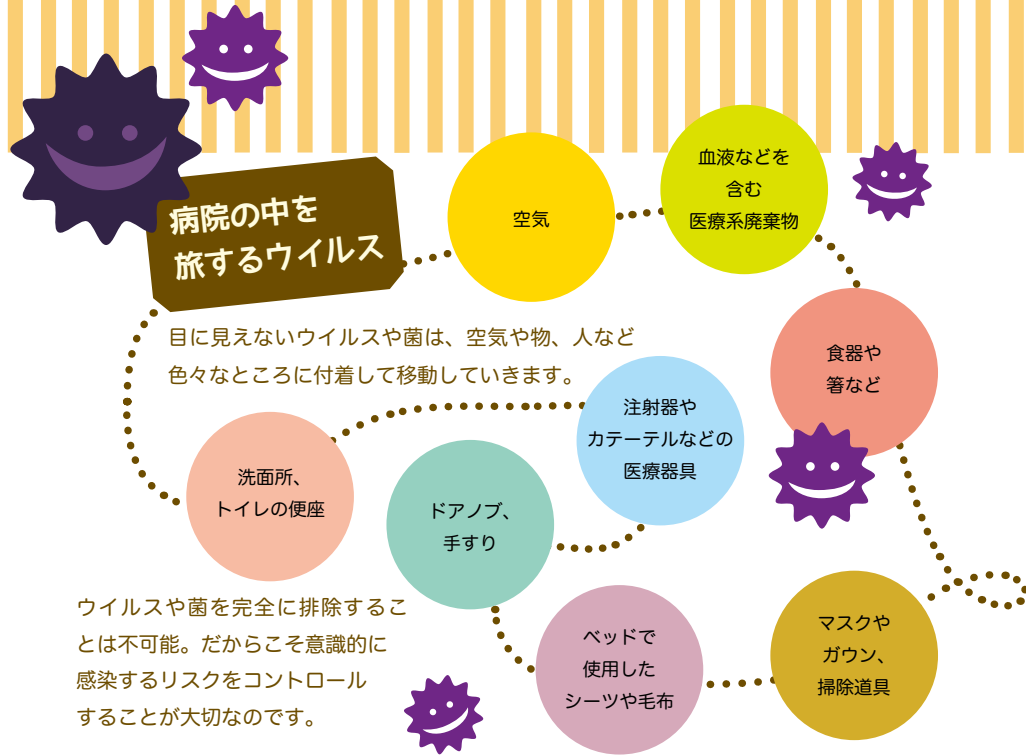 病院の中を
旅するウイルス
目に見えないウイルスや菌は、空気や物、人など
色々なところに付着して移動していきます。
空気
血液などを
含む
医療系廃棄物
食器や
箸など
注射器や
カテーテルなどの
医療器具
洗面所、
トイレの便座
ドアノブ、
手すり
ベッドで
使用した
シーツや毛布
マスクや
ガウン、
掃除道具
ウイルスや菌を完全に排除するこ
とは不可能。だからこそ意識的に
感染するリスクをコントロール
することが大切なのです。